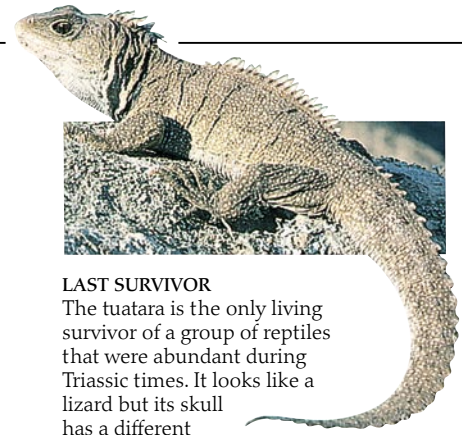 LAST SURVIVOR
The tuatara is the only living
survivor of a group of reptiles
that were abundant during
Triassic times. It looks like a
lizard but its skull
has a different